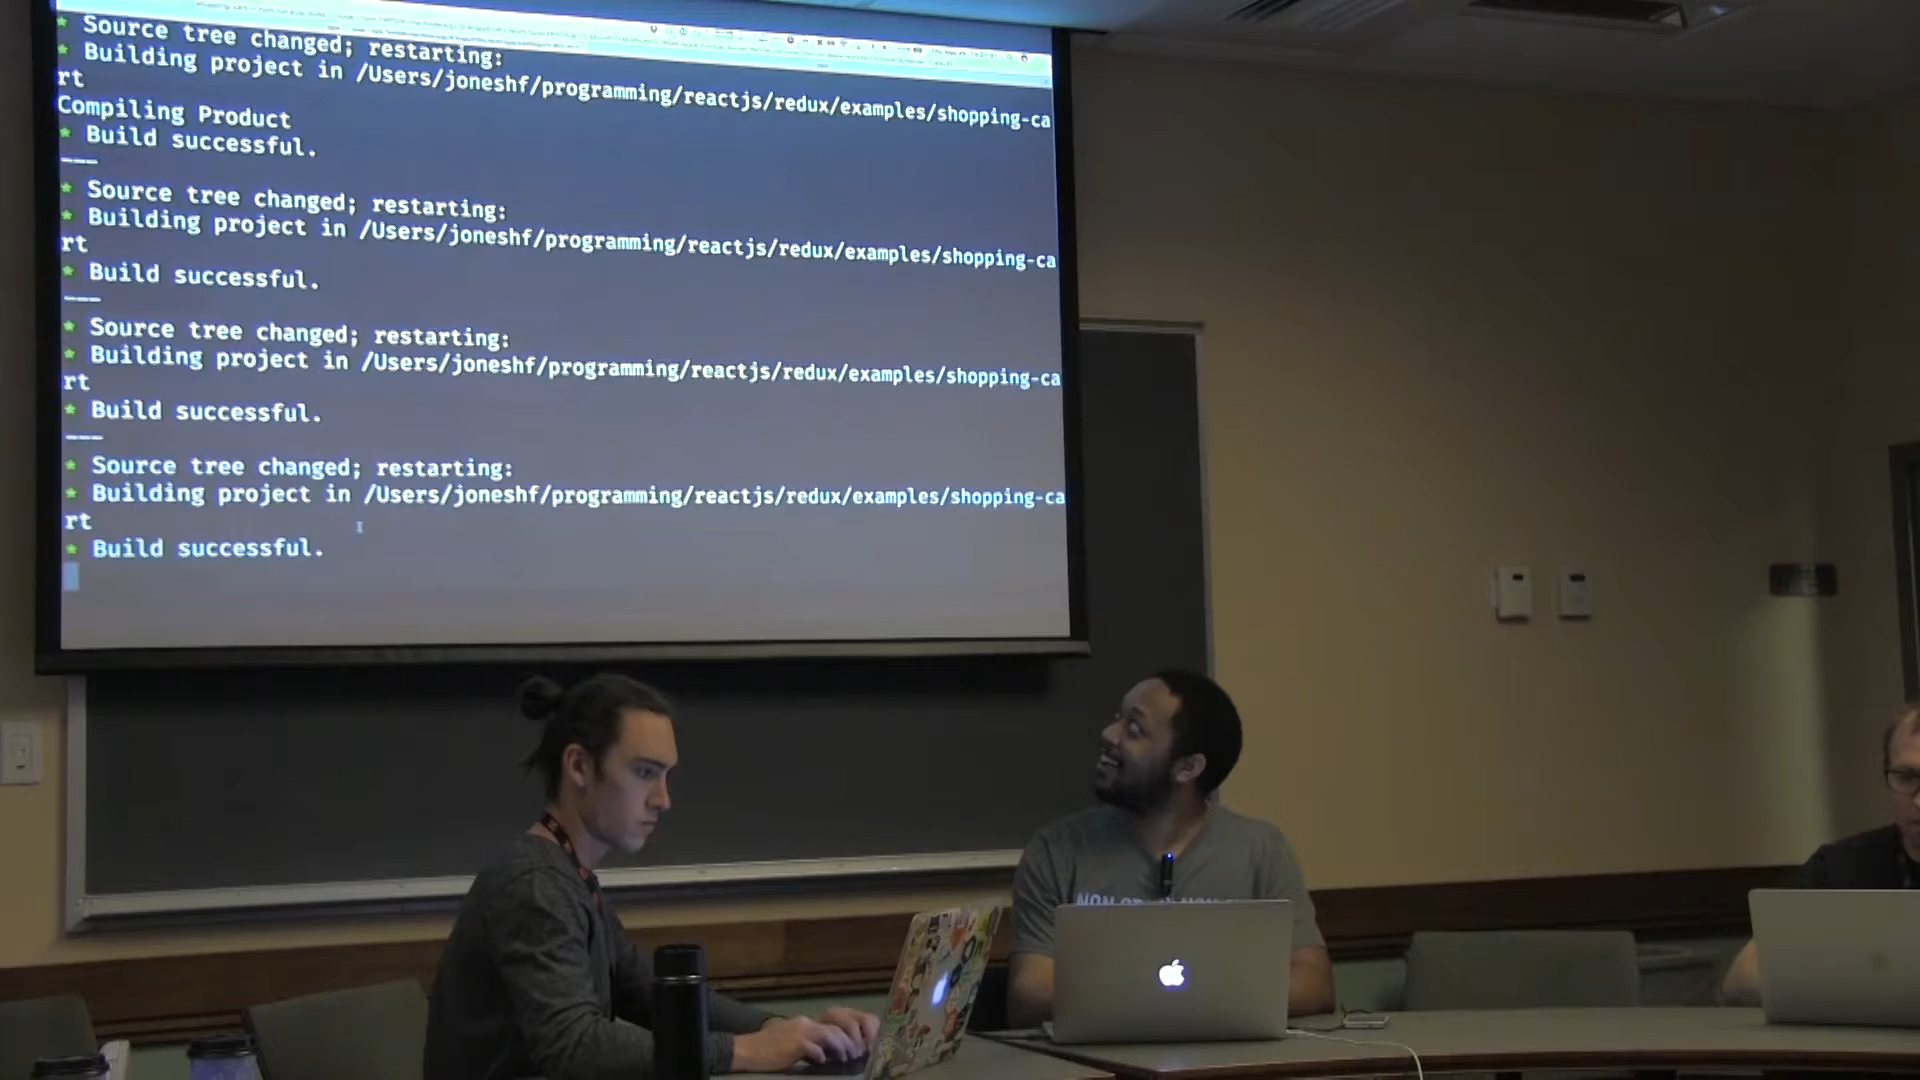 * Source tree changed; restarting:
* Building project in /Users/joneshf/programming/reactjs/redux/examples/shopping-ca
rt
Compiling Product
* Build successful.
---
* Source tree changed; restarting:
* Building project in /Users/joneshf/programming/reactjs/redux/examples/shopping-ca
rt
* Build successful.
---
* Source tree changed; restarting:
* Building project in /Users/joneshf/programming/reactjs/redux/examples/shopping-ca
rt
* Build successful.
---
* Source tree changed; restarting:
* Building project in /Users/joneshf/programming/reactjs/redux/examples/shopping-ca
rt
* Build successful.